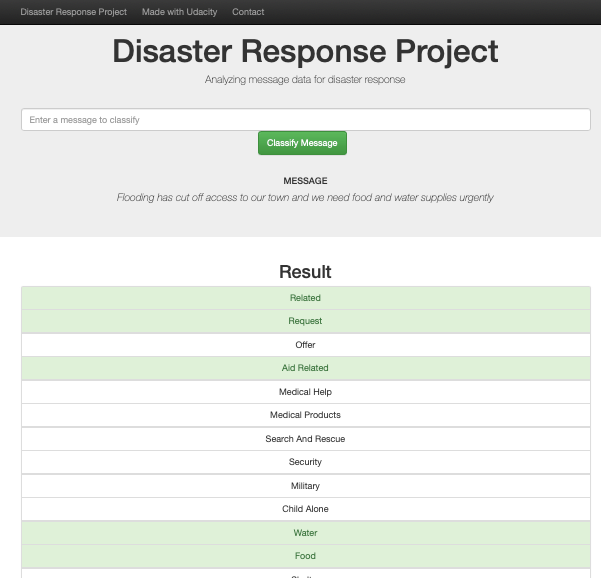 Disaster Response Project Made with Udacity Contact
Disaster Response Project
Analyzing message data for disaster response
Enter a message to classify
Classify Message
MESSAGE
Flooding has cut off access to our town and we need food and water supplies urgently
Result
Related
Request
Offer
Aid Related
Medical Help
Medical Products
Search And Rescue
Security
Military
Child Alone
Water
Food